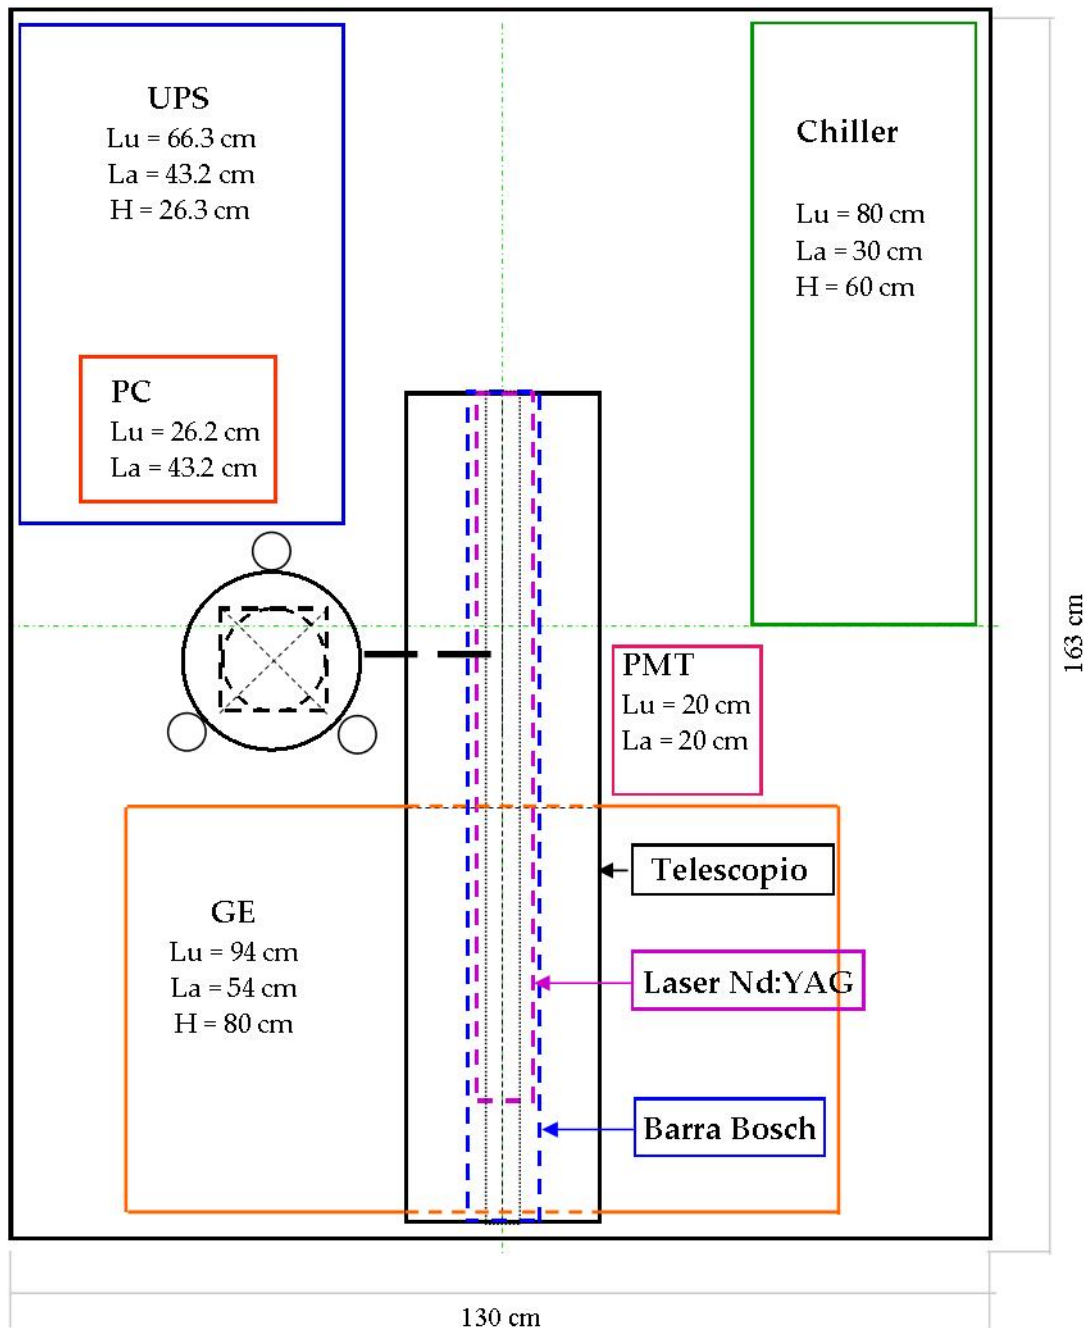 UPS
Lu = 66.3 cm
La = 43.2 cm
H = 26.3 cm
Chiller
Lu = 80 cm
La = 30 cm
H = 60 cm
PC
Lu = 26.2 cm
La = 43.2 cm
163 cm
PMT
Lu = 20 cm
La = 20 cm
Telescopio
GE
Lu = 94 cm
La = 54 cm
H = 80 cm
Laser Nd:YAG
Barra Bosch
130 cm